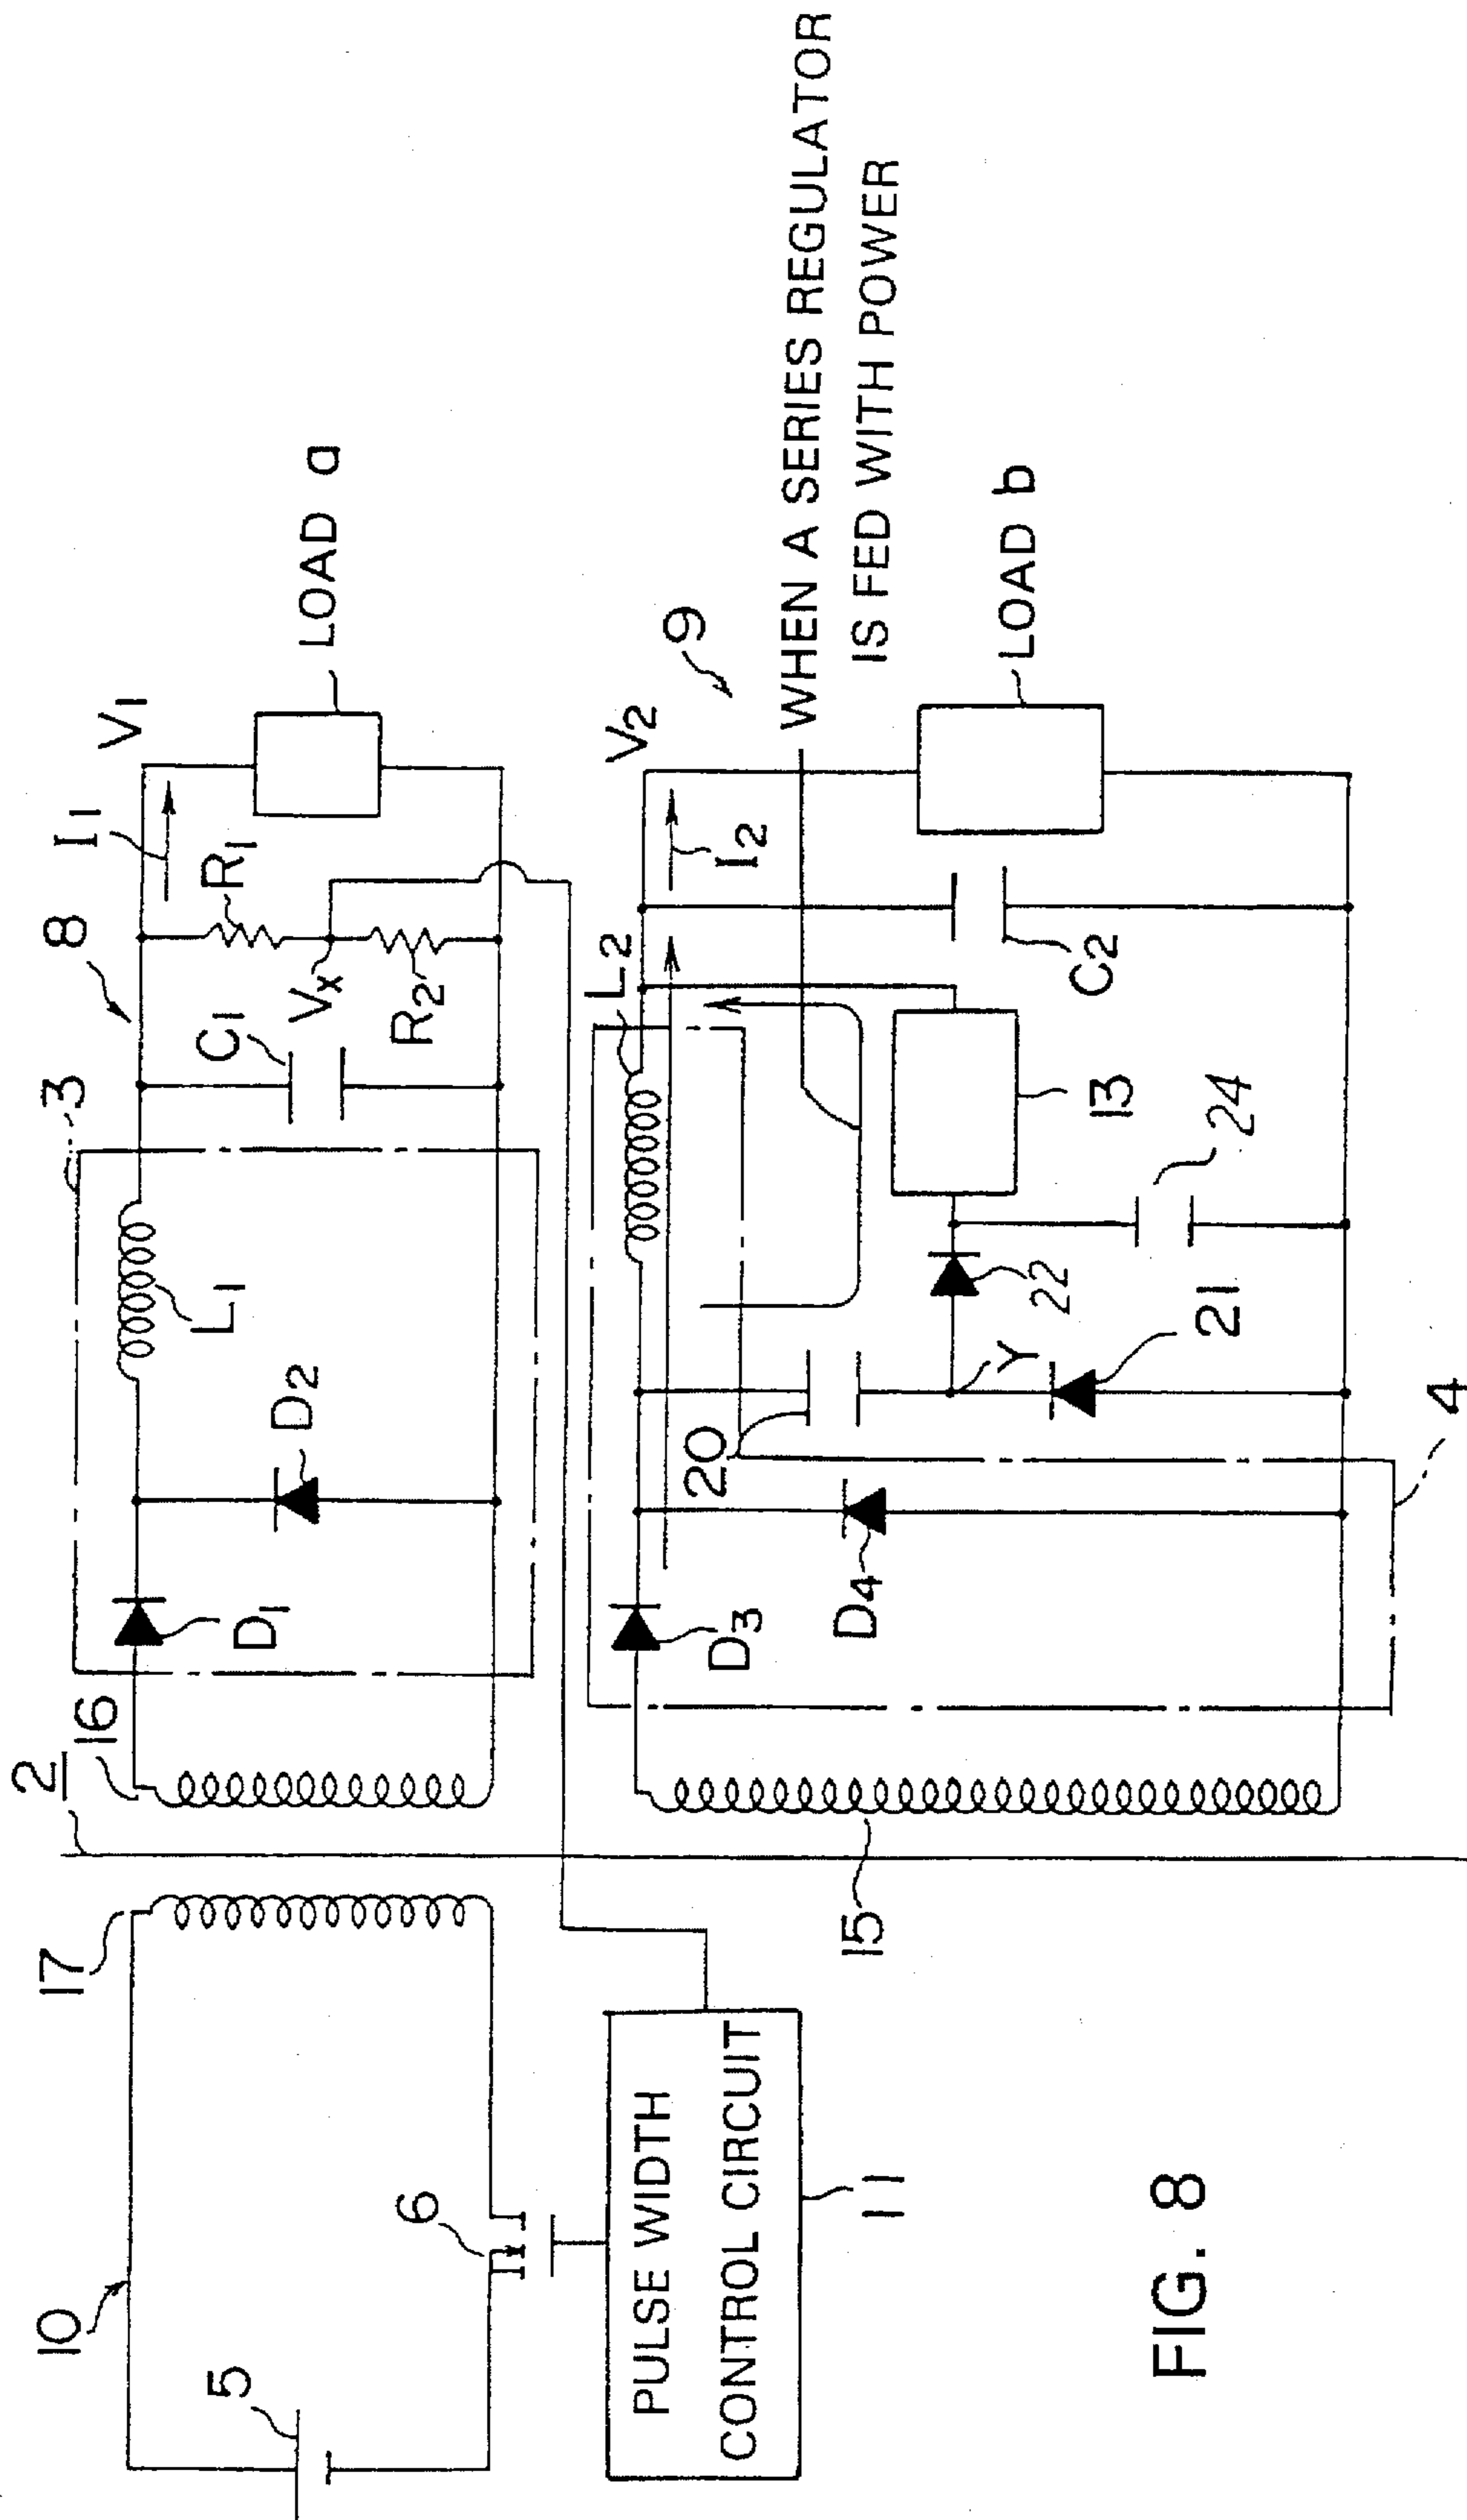 2
16
3
8
I1
V1
D1
D2
L1
C1
Vx
R1
R2
LOAD a
10
17
5
6
PULSE WIDTH
CONTROL CIRCUIT
11
15
D3
D4
20
L2
V2
I2
9
WHEN A SERIES REGULATOR
IS FED WITH POWER
Y
21
22
24
13
C2
LOAD b
4
FIG. 8